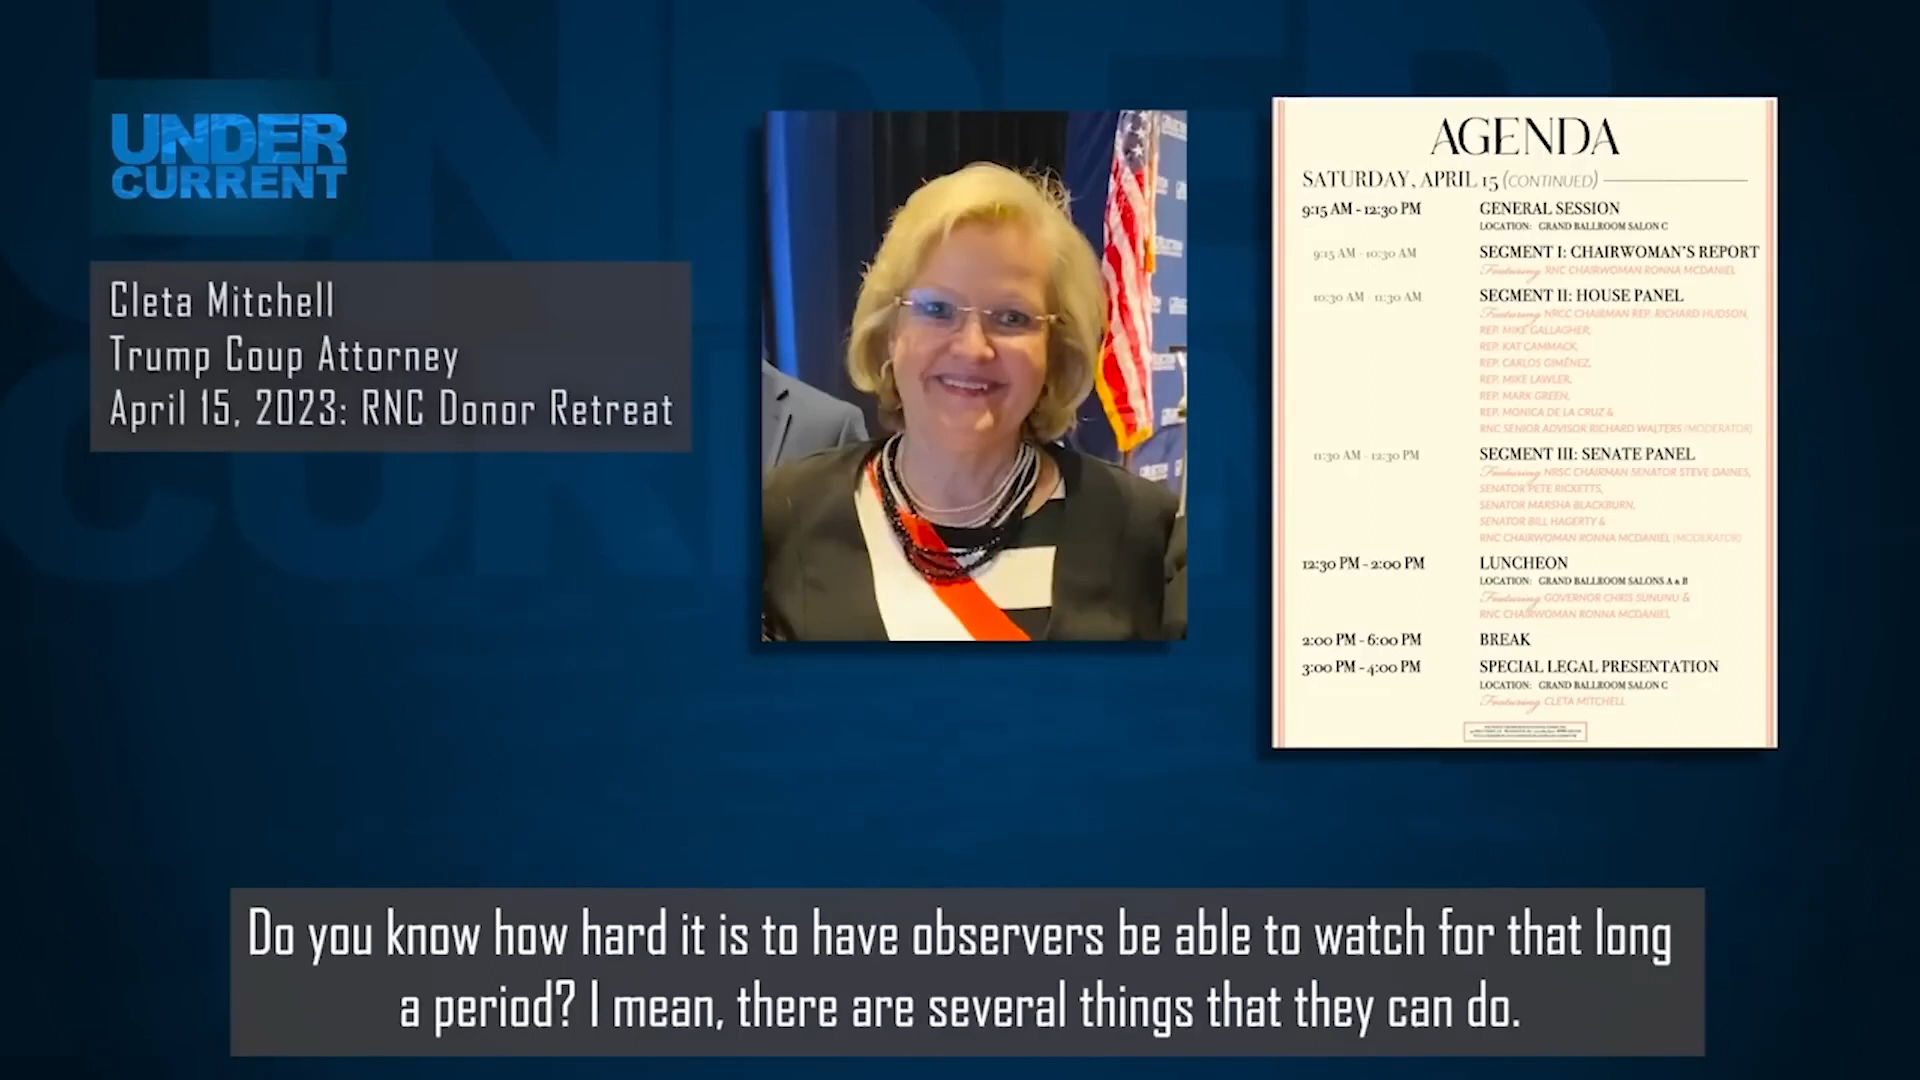 UNDER
CURRENT
Cleta Mitchell
Trump Coup Attorney
April 15, 2023: RNC Donor Retreat
AGENDA
SATURDAY, APRIL 15 (CONTINUED)
9:15 AM - 12:30 PM GENERAL SESSION
LOCATION: GRAND BALLROOM SALON C
9:15 AM - 10:30 AM SEGMENT I: CHAIRWOMAN'S REPORT
Featuring RNC CHAIRWOMAN RONNA MCDANIEL
10:30 AM - 11:30 AM SEGMENT II: HOUSE PANEL
Featuring NRCC CHAIRMAN REP. RICHARD HUDSON,
REP. MIKE GALLAGHER,
REP. KAT CAMMACK,
REP. CARLOS GIMÉNEZ,
REP. MIKE LAWLER,
REP. MARK GREEN,
REP. MONICA DE LA CRUZ &
RNC SENIOR ADVISOR RICHARD WALTERS (MODERATOR)
11:30 AM - 12:30 PM SEGMENT III: SENATE PANEL
Featuring NRSC CHAIRMAN SENATOR STEVE DAINES,
SENATOR PETE RICKETTS,
SENATOR MARSHA BLACKBURN,
SENATOR BILL HAGERTY &
RNC CHAIRWOMAN RONNA MCDANIEL (MODERATOR)
12:30 PM - 2:00 PM LUNCHEON
LOCATION: GRAND BALLROOM SALONS A & B
Featuring GOVERNOR CHRIS SUNUNU &
RNC CHAIRWOMAN RONNA MCDANIEL
2:00 PM - 6:00 PM BREAK
3:00 PM - 4:00 PM SPECIAL LEGAL PRESENTATION
LOCATION: GRAND BALLROOM SALON C
Featuring CLETA MITCHELL
Do you know how hard it is to have observers be able to watch for that long
a period? I mean, there are several things that they can do.